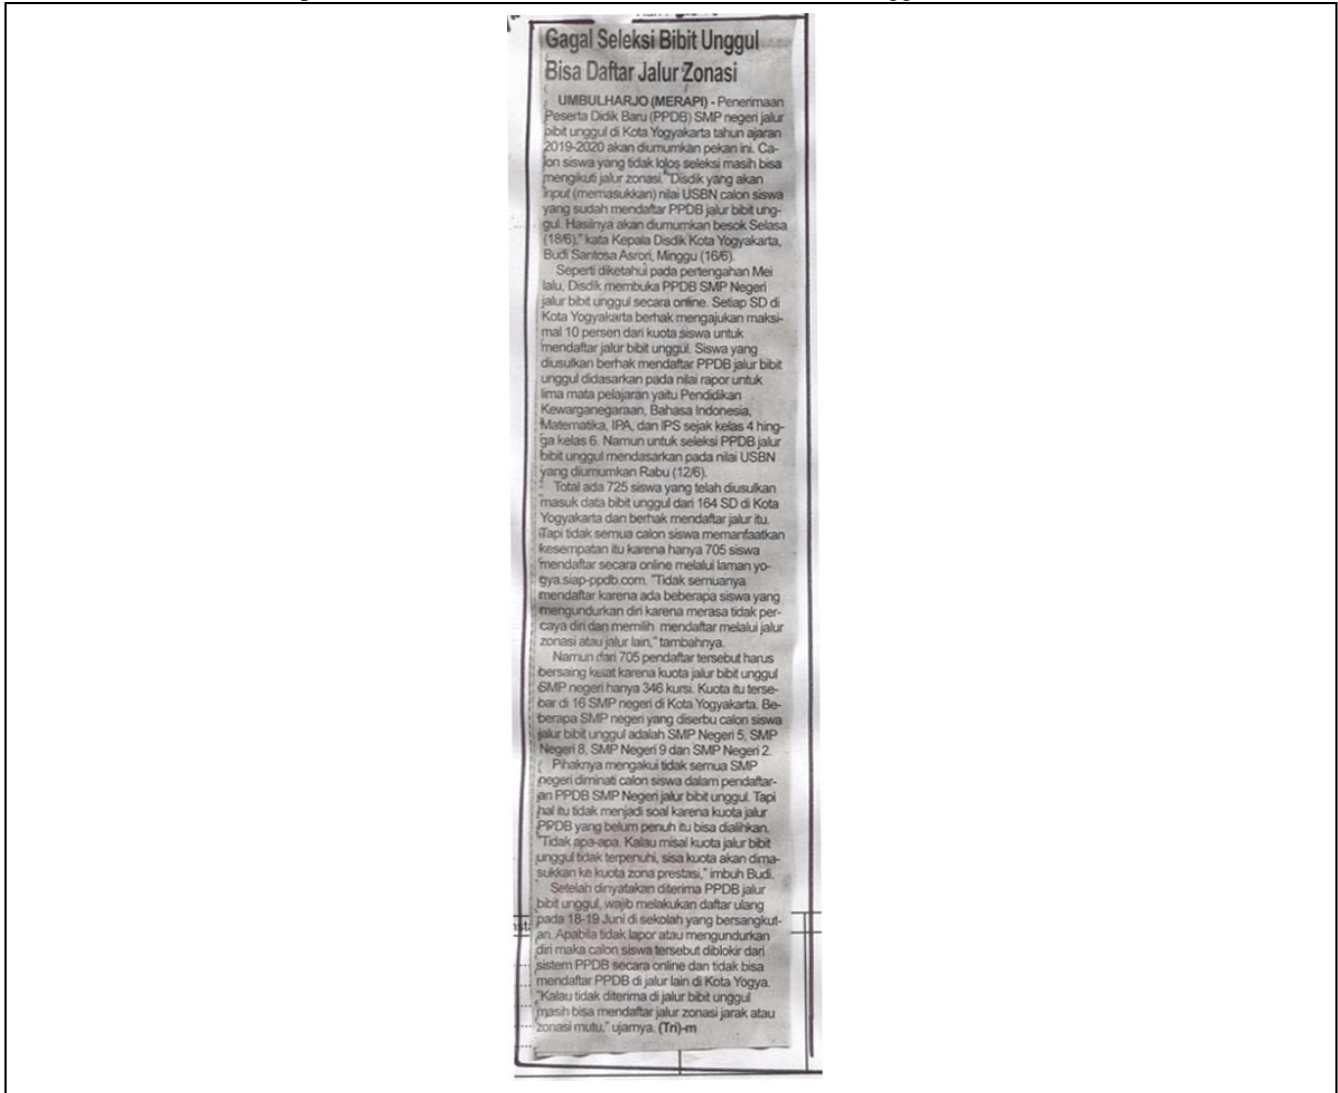 Gagal Seleksi Bibit Unggul
Bisa Daftar Jalur Zonasi
UMBULHARJO (MERAPI) - Penerimaan
Peserta Didik Baru (PPDB) SMP negeri jalur
bibit unggul di Kota Yogyakarta tahun ajaran
2019-2020 akan diumumkan pekan ini. Ca-
lon siswa yang tidak lolos seleksi masih bisa
mengikuti jalur zonasi. "Disdik yang akan
input (memasukkan) nilai USBN calon siswa
yang sudah mendaftar PPDB jalur bibit ung-
gul. Hasilnya akan diumumkan besok Selasa
(18/6)," kata Kepala Disdik Kota Yogyakarta,
Budi Santosa Asrori, Minggu (16/6).
Seperti diketahui pada pertengahan Mei
lalu, Disdik membuka PPDB SMP Negeri
jalur bibit unggul secara online. Setiap SD di
Kota Yogyakarta berhak mengajukan maksi-
mal 10 persen dari kuota siswa untuk
mendaftar jalur bibit unggul. Siswa yang
diusulkan berhak mendaftar PPDB jalur bibit
unggul didasarkan pada nilai rapor untuk
lima mata pelajaran yaitu Pendidikan
Kewarganegaraan, Bahasa Indonesia,
Matematika, IPA, dan IPS sejak kelas 4 hing-
ga kelas 6. Namun untuk seleksi PPDB jalur
bibit unggul mendasarkan pada nilai USBN
yang diumumkan Rabu (12/6).
Total ada 725 siswa yang telah diusulkan
masuk data bibit unggul dari 164 SD di Kota
Yogyakarta dan berhak mendaftar jalur itu.
Tapi tidak semua calon siswa memanfaatkan
kesempatan itu karena hanya 705 siswa
mendaftar secara online melalui laman yo-
gya.siap-ppdb.com. "Tidak semuanya
mendaftar karena ada beberapa siswa yang
mengundurkan diri karena merasa tidak per-
caya diri dan memilih mendaftar melalui jalur
zonasi atau jalur lain," tambahnya.
Namun dari 705 pendaftar tersebut harus
bersaing ketat karena kuota jalur bibit unggul
SMP negeri hanya 346 kursi. Kuota itu terse-
bar di 16 SMP negeri di Kota Yogyakarta. Be-
berapa SMP negeri yang diserbu calon siswa
jalur bibit unggul adalah SMP Negeri 5, SMP
Negeri 8, SMP Negeri 9 dan SMP Negeri 2.
Pihaknya mengakui tidak semua SMP
negeri diminati calon siswa dalam pendaftar-
an PPDB SMP Negeri jalur bibit unggul. Tapi
hal itu tidak menjadi soal karena kuota jalur
PPDB yang belum penuh itu bisa dialihkan.
"Tidak apa-apa. Kalau misal kuota jalur bibit
unggul tidak terpenuhi, sisa kuota akan dima-
sukkan ke kuota zona prestasi," imbuh Budi.
Setelah dinyatakan diterima PPDB jalur
bibit unggul, wajib melakukan daftar ulang
pada 18-19 Juni di sekolah yang bersangkut-
an. Apabila tidak lapor atau mengundurkan
diri maka calon siswa tersebut diblokir dari
sistem PPDB secara online dan tidak bisa
mendaftar PPDB di jalur lain di Kota Yogya.
"Kalau tidak diterima di jalur bibit unggul
masih bisa mendaftar jalur zonasi jarak atau
zonasi mutu," ujarnya. (Tri)-m